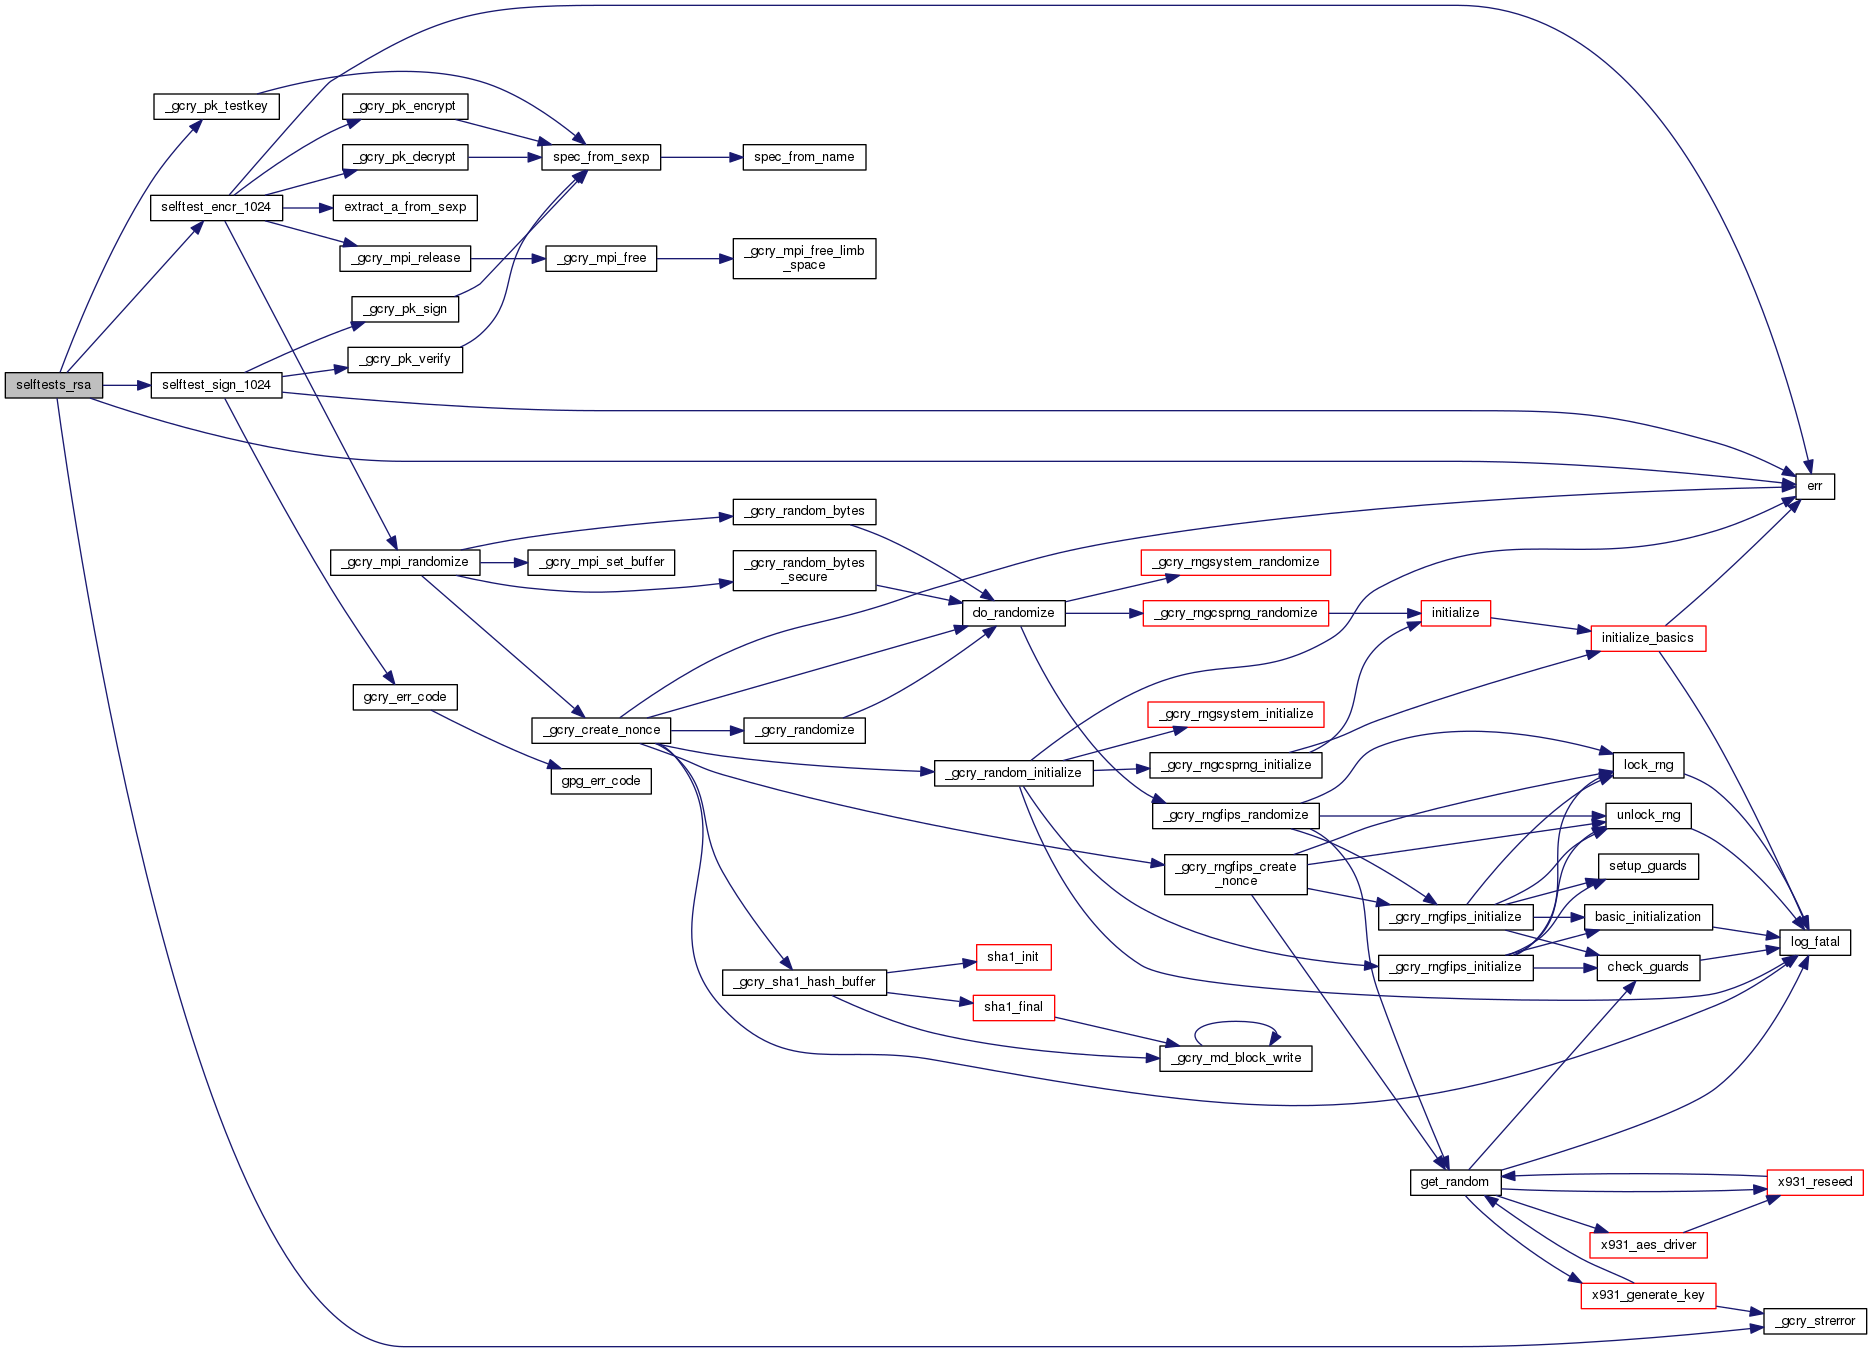 selftests_rsa
_gcry_pk_testkey
selftest_encr_1024
selftest_sign_1024
_gcry_pk_encrypt
_gcry_pk_decrypt
extract_a_from_sexp
_gcry_mpi_release
_gcry_pk_sign
_gcry_pk_verify
_gcry_mpi_randomize
gcry_err_code
spec_from_sexp
_gcry_mpi_free
_gcry_mpi_set_buffer
_gcry_create_nonce
gpg_err_code
spec_from_name
_gcry_mpi_free_limb
_space
_gcry_random_bytes
_gcry_random_bytes
_secure
_gcry_randomize
_gcry_sha1_hash_buffer
do_randomize
_gcry_random_initialize
sha1_init
sha1_final
_gcry_rngsystem_randomize
_gcry_rngcsprng_randomize
_gcry_rngsystem_initialize
_gcry_rngcsprng_initialize
_gcry_rngfips_randomize
_gcry_rngfips_create
_nonce
_gcry_md_block_write
initialize
_gcry_rngfips_initialize
_gcry_rngfips_initialize
get_random
initialize_basics
lock_rng
unlock_rng
setup_guards
basic_initialization
check_guards
x931_aes_driver
x931_generate_key
err
log_fatal
x931_reseed
_gcry_strerror